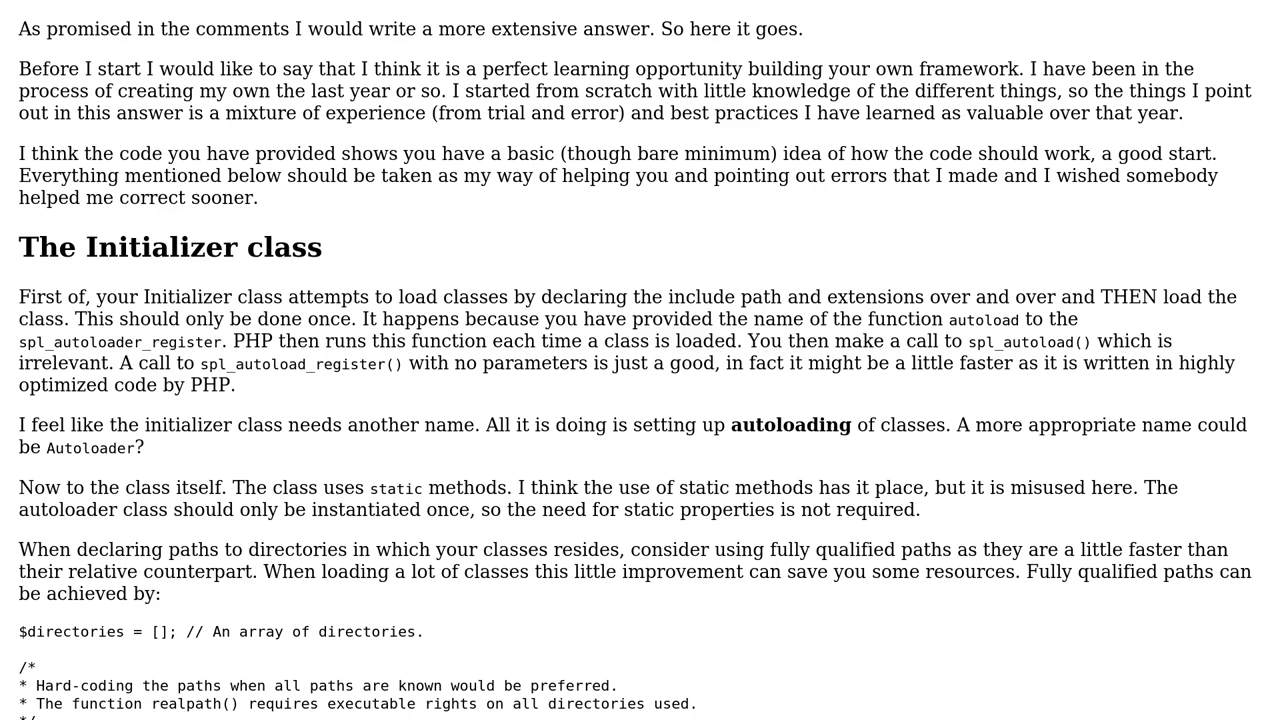 As promised in the comments I would write a more extensive answer. So here it goes.
Before I start I would like to say that I think it is a perfect learning opportunity building your own framework. I have been in the
process of creating my own the last year or so. I started from scratch with little knowledge of the different things, so the things I point
out in this answer is a mixture of experience (from trial and error) and best practices I have learned as valuable over that year.
I think the code you have provided shows you have a basic (though bare minimum) idea of how the code should work, a good start.
Everything mentioned below should be taken as my way of helping you and pointing out errors that I made and I wished somebody
helped me correct sooner.
The Initializer class
First of, your Initializer class attempts to load classes by declaring the include path and extensions over and over and THEN load the
class. This should only be done once. It happens because you have provided the name of the function autoload to the
spl_autoloader_register. PHP then runs this function each time a class is loaded. You then make a call to spl_autoload() which is
irrelevant. A call to spl_autoload_register() with no parameters is just a good, in fact it might be a little faster as it is written in highly
optimized code by PHP.
I feel like the initializer class needs another name. All it is doing is setting up autoloading of classes. A more appropriate name could
be Autoloader?
Now to the class itself. The class uses static methods. I think the use of static methods has it place, but it is misused here. The
autoloader class should only be instantiated once, so the need for static properties is not required.
When declaring paths to directories in which your classes resides, consider using fully qualified paths as they are a little faster than
their relative counterpart. When loading a lot of classes this little improvement can save you some resources. Fully qualified paths can
be achieved by:
$directories = []; // An array of directories.
/*
* Hard-coding the paths when all paths are known would be preferred.
* The function realpath() requires executable rights on all directories used.
*/